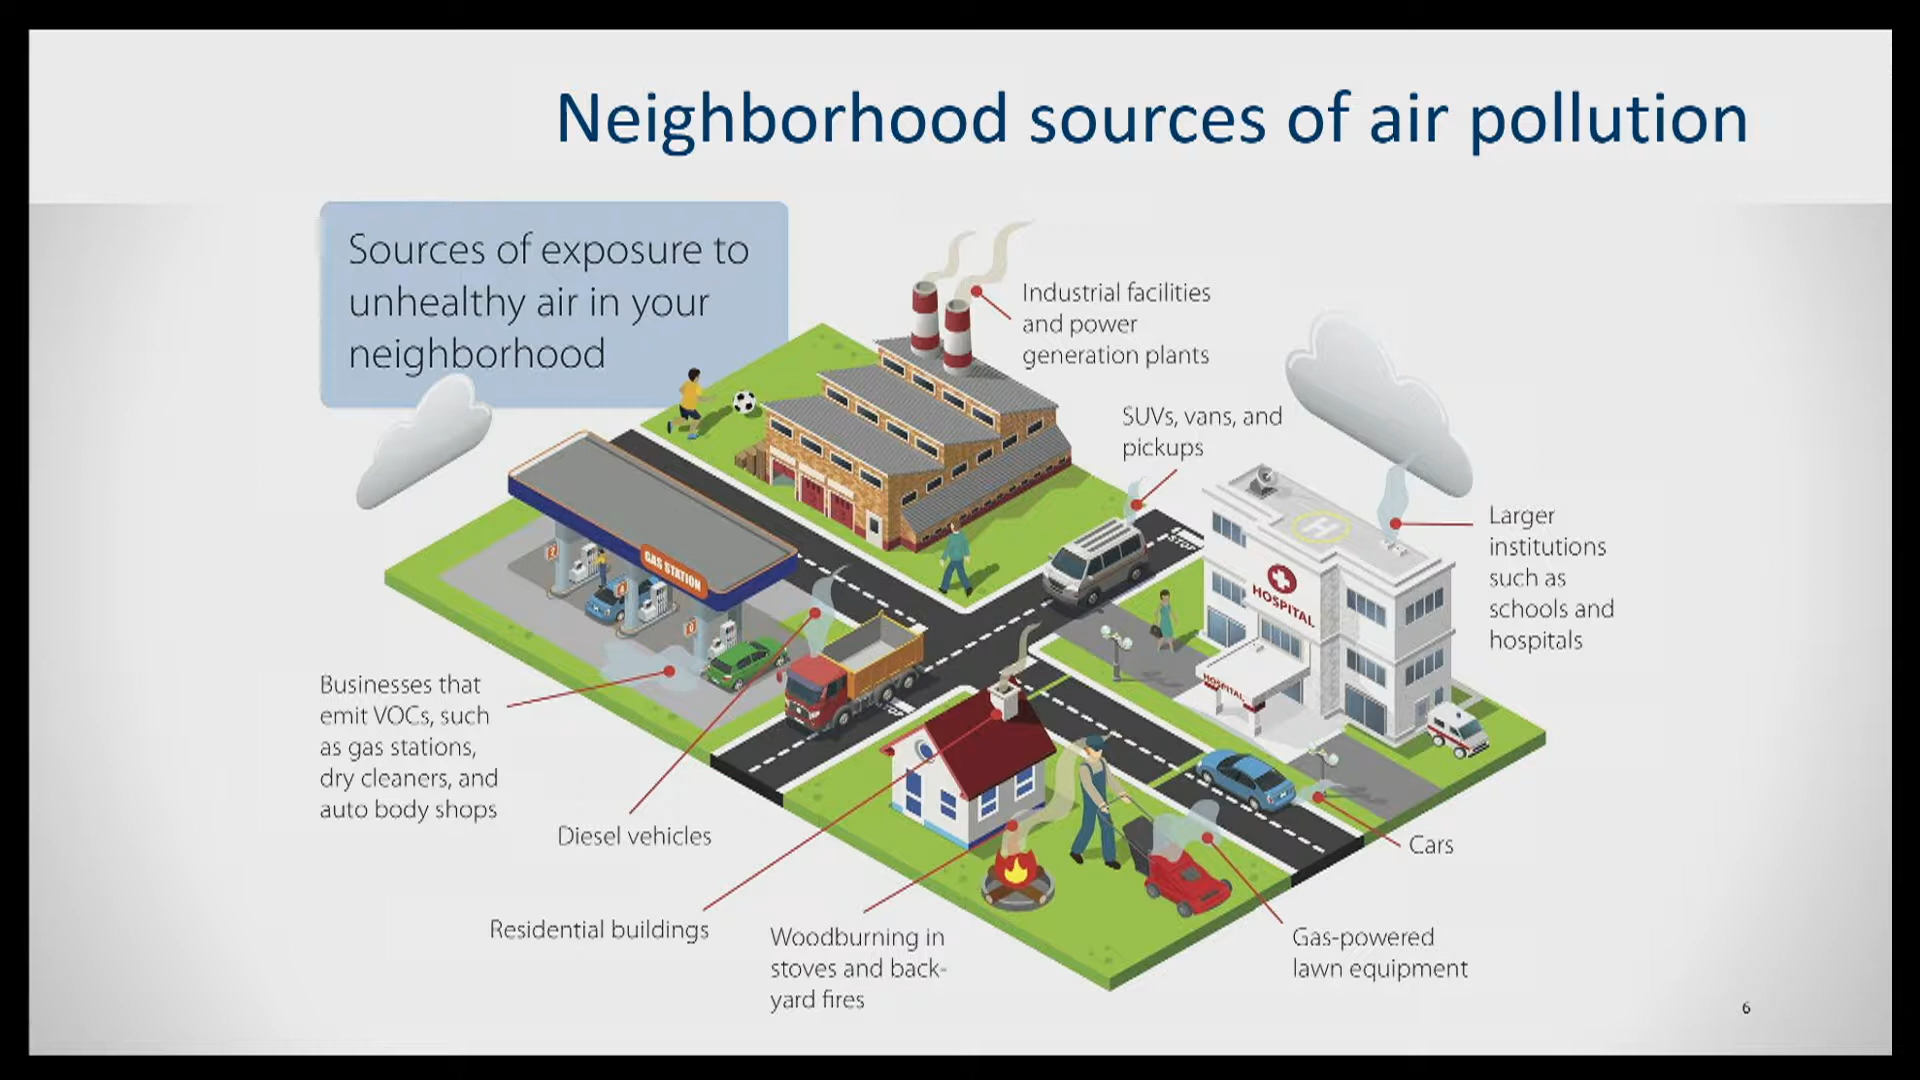 Neighborhood sources of air pollution
Sources of exposure to
unhealthy air in your
neighborhood
Industrial facilities
and power
generation plants
SUVs, vans, and
pickups
Larger
institutions
such as
schools and
hospitals
STOP
GAS STATION
H
HOSPITAL
HOSPITAL
STOP
Businesses that
emit VOCs, such
as gas stations,
dry cleaners, and
auto body shops
Diesel vehicles
Cars
Residential buildings
Woodburning in
stoves and back-
yard fires
Gas-powered
lawn equipment
6